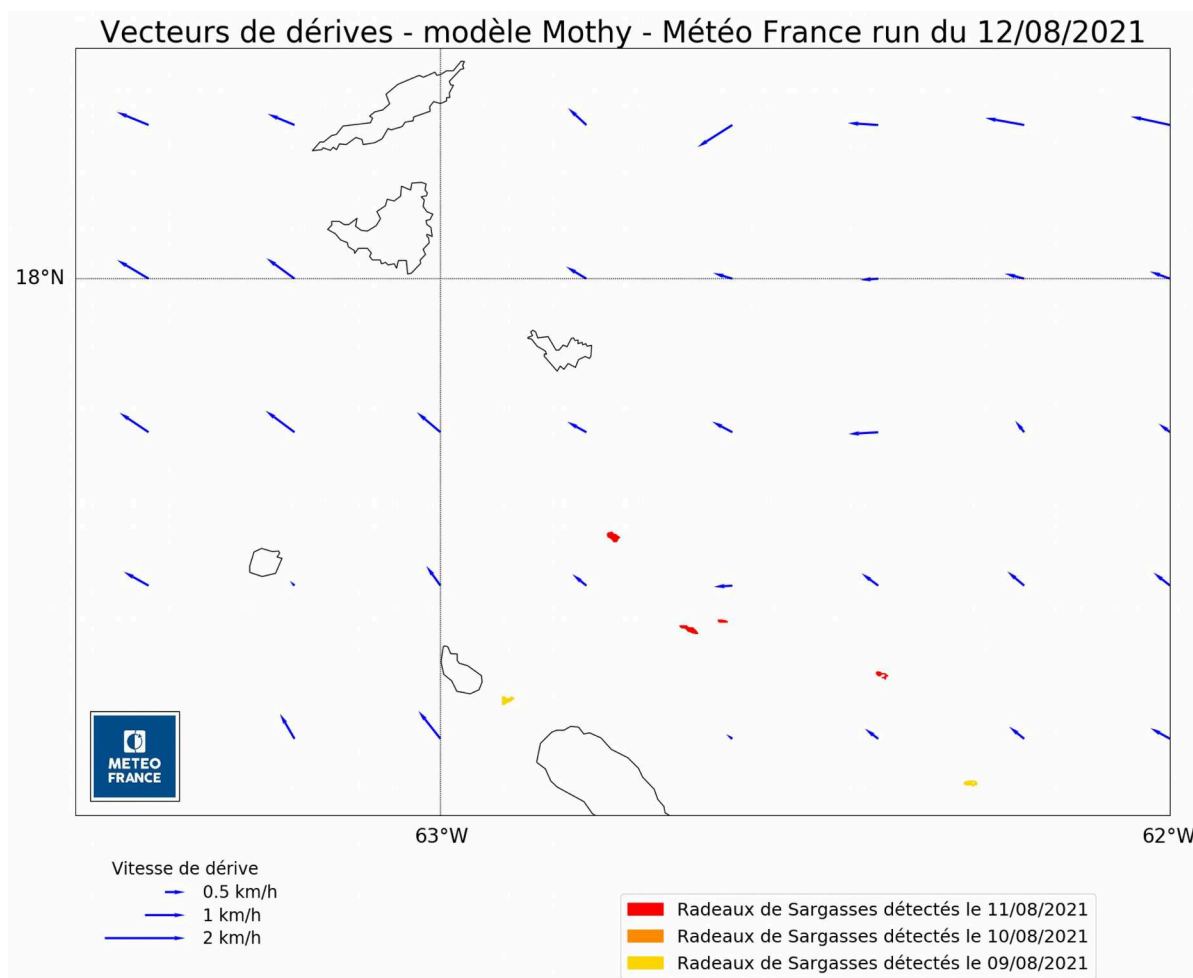 Vecteurs de dérives - modèle Mothy - Météo France run du 12/08/2021
18°N
METEO
FRANCE
63°W
62°W
Vitesse de dérive
0.5 km/h
1 km/h
2 km/h
Radeaux de Sargasses détectés le 11/08/2021
Radeaux de Sargasses détectés le 10/08/2021
Radeaux de Sargasses détectés le 09/08/2021